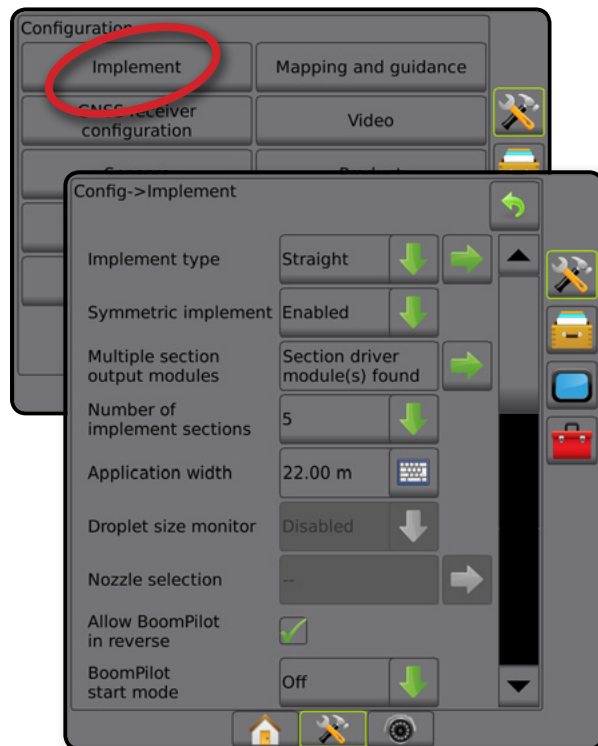 Configuration
Implement
Mapping and guidance
GNSS receiver
configuration
Video
Config->Implement
Implement type
Straight
Symmetric implement
Enabled
Multiple section
output modules
Section driver
module(s) found
Number of
implement sections
5
Application width
22.00 m
Droplet size monitor
Disabled
Nozzle selection
--
Allow BoomPilot
in reverse
BoomPilot
start mode
Off